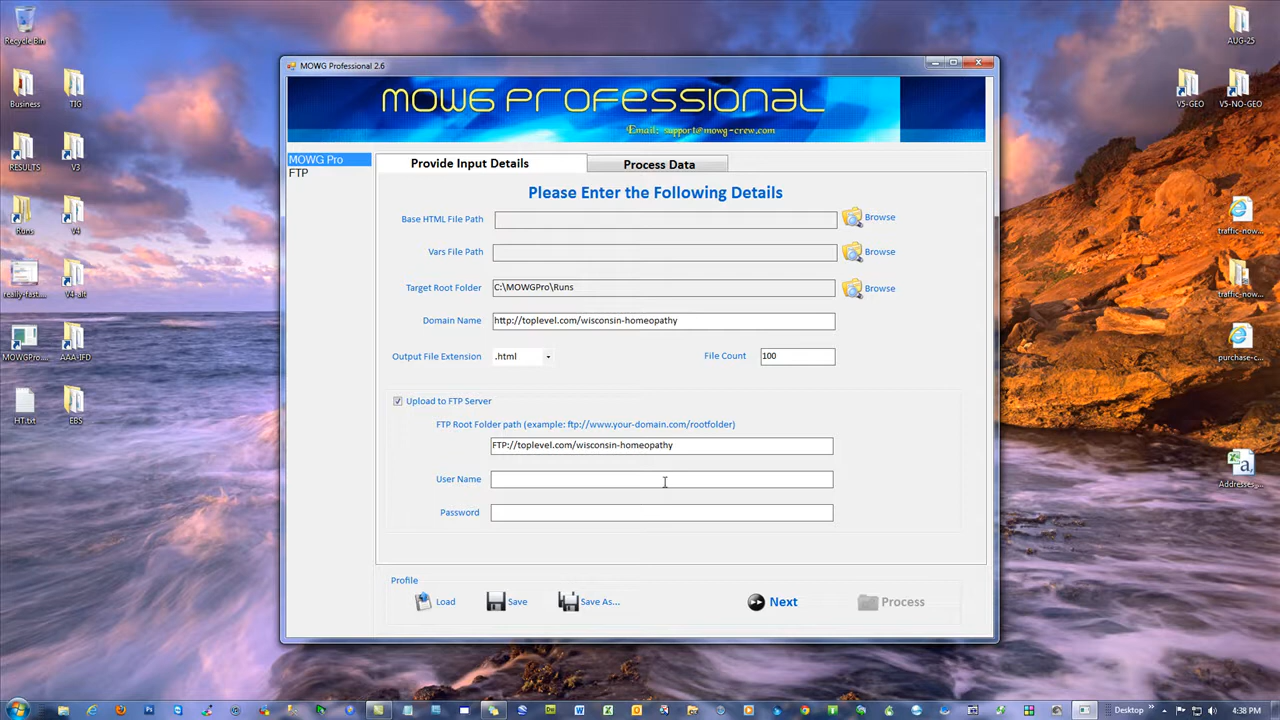 Recycle Bin
Business
TIG
RESULTS
V3
Runs
V4
really-fast...
V4-alt
MOWGPro....
AAA-IFD
HT.txt
EBS
AUG-25
V5-GEO
V5-NO-GEO
traffic-now...
traffic-now...
purchase-c...
Addresses_...
MOWG Professional 2.6
MOWG PROFESSIONAL
Email: support@mowg-crew.com
MOWG Pro
FTP
Provide Input Details
Process Data
Please Enter the Following Details
Base HTML File Path
Browse
Vars File Path
Browse
Target Root Folder
C:\MOWGPro\Runs
Browse
Domain Name
http://toplevel.com/wisconsin-homeopathy
Output File Extension
.html
File Count
100
Upload to FTP Server
FTP Root Folder path (example: ftp://www.your-domain.com/rootfolder)
FTP://toplevel.com/wisconsin-homeopathy
User Name
Password
Profile
Load
Save
Save As...
Next
Process
Desktop
4:38 PM